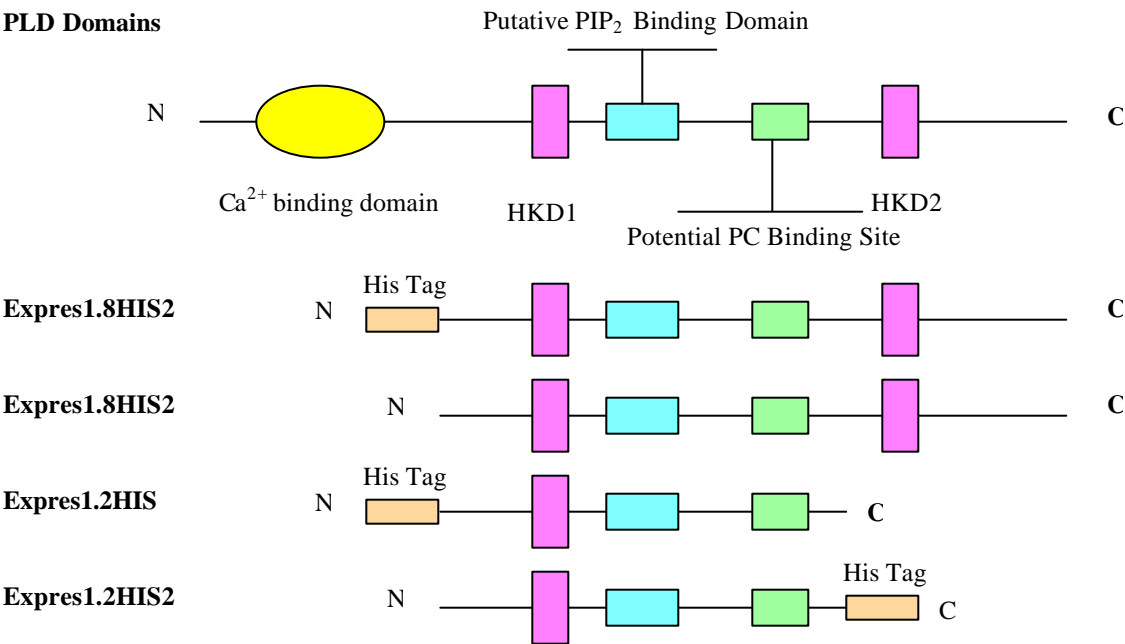 PLD Domains
Putative PIP₂ Binding Domain
N
C
Ca²⁺ binding domain
HKD1
HKD2
Potential PC Binding Site
His Tag
Expres1.8HIS2
N
C
Expres1.8HIS2
N
C
His Tag
Expres1.2HIS
N
C
His Tag
Expres1.2HIS2
N
C